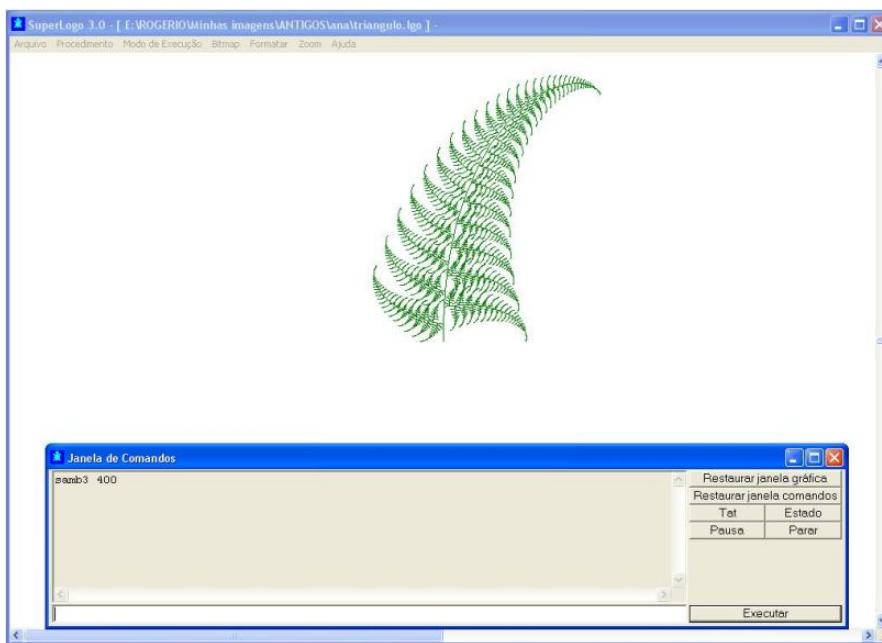 SuperLogo 3.0 - [ E:\ROGERIO\Minhas imagens\ANTIGOS\ana\triangulo.lgo ] -
Arquivo Procedimento Modo de Execução Bitmap Formatar Zoom Ajuda
Janela de Comandos
samb3 400
Restaurar janela gráfica
Restaurar janela comandos
Tat Estado
Pausa Parar
Executar